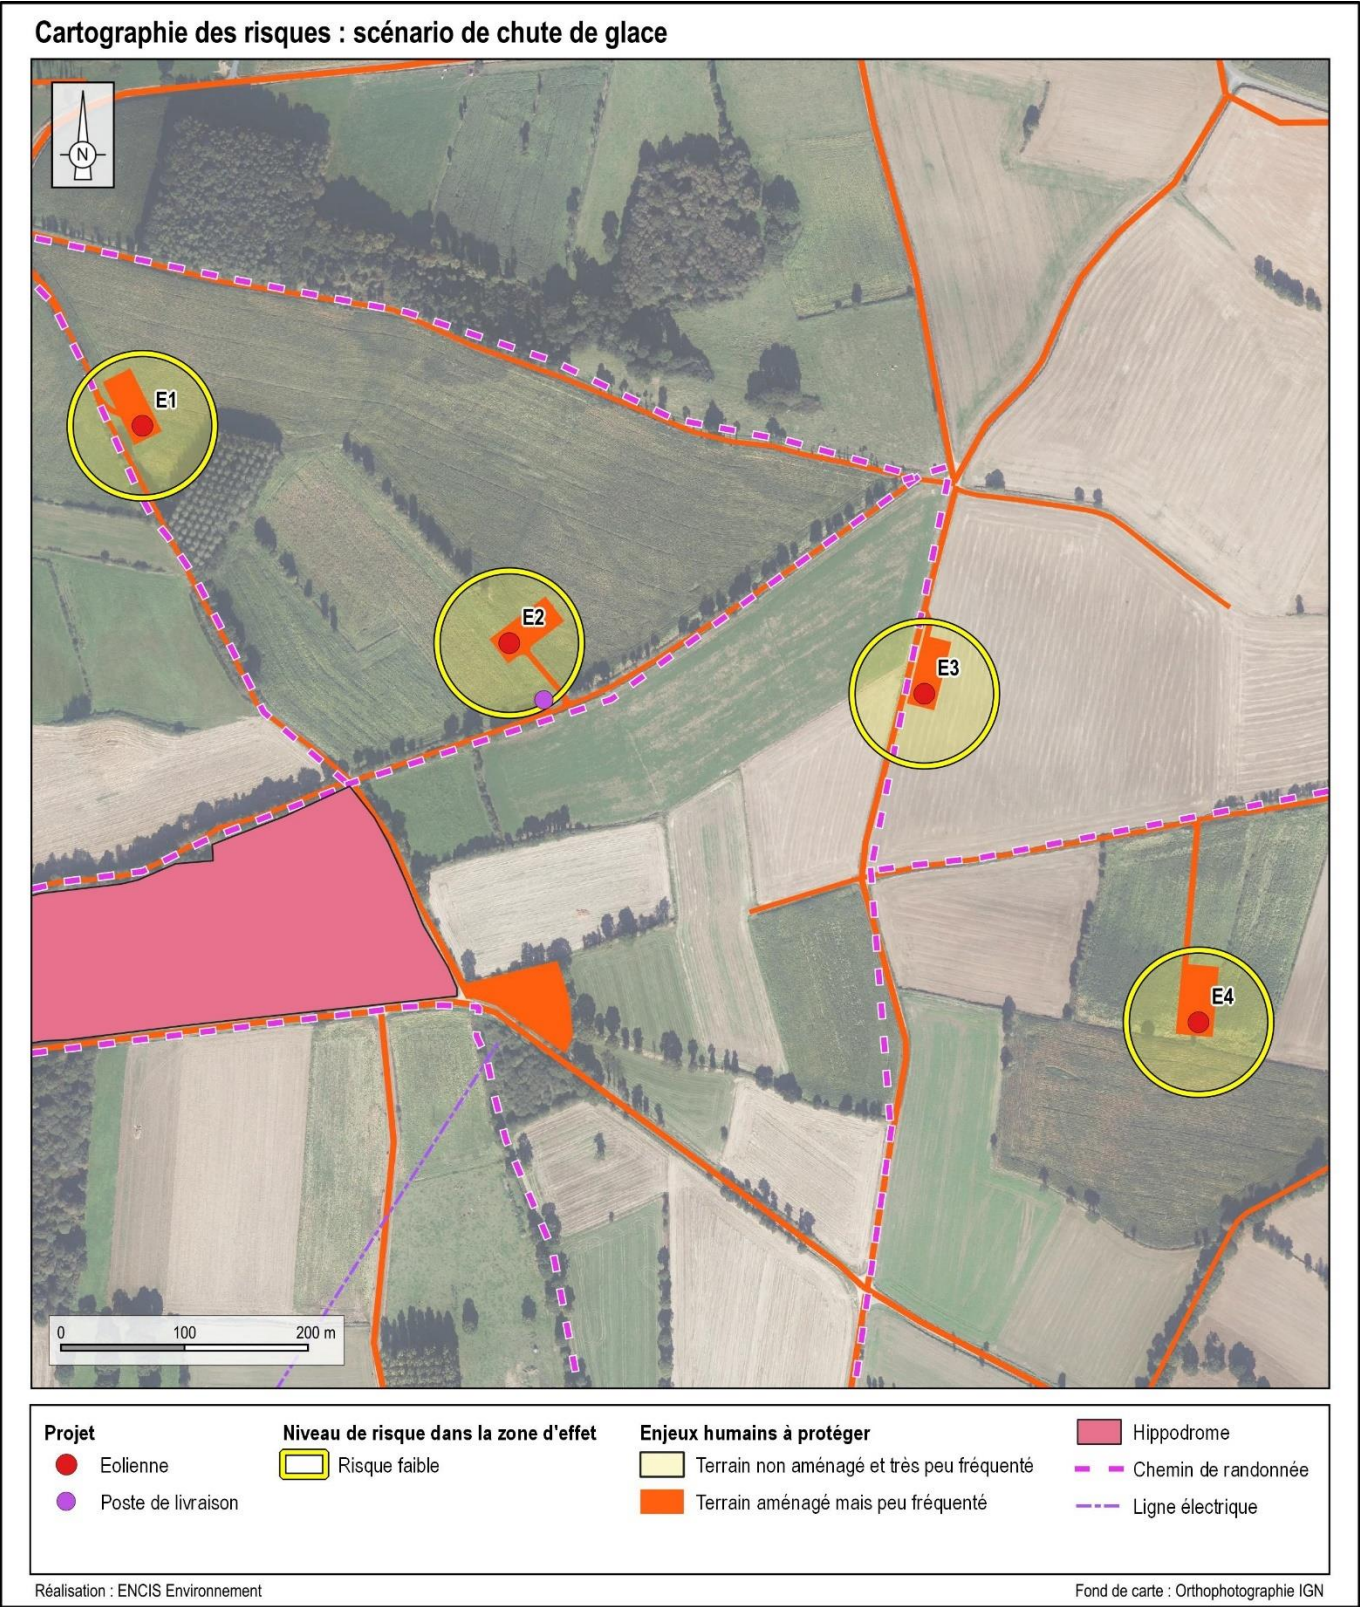 Cartographie des risques : scénario de chute de glace
N
E1
E2
E3
E4
0 100 200 m
Projet
Eolienne
Poste de livraison
Niveau de risque dans la zone d'effet
Risque faible
Enjeux humains à protéger
Terrain non aménagé et très peu fréquenté
Terrain aménagé mais peu fréquenté
Hippodrome
Chemin de randonnée
Ligne électrique
Réalisation : ENCIS Environnement
Fond de carte : Orthophotographie IGN